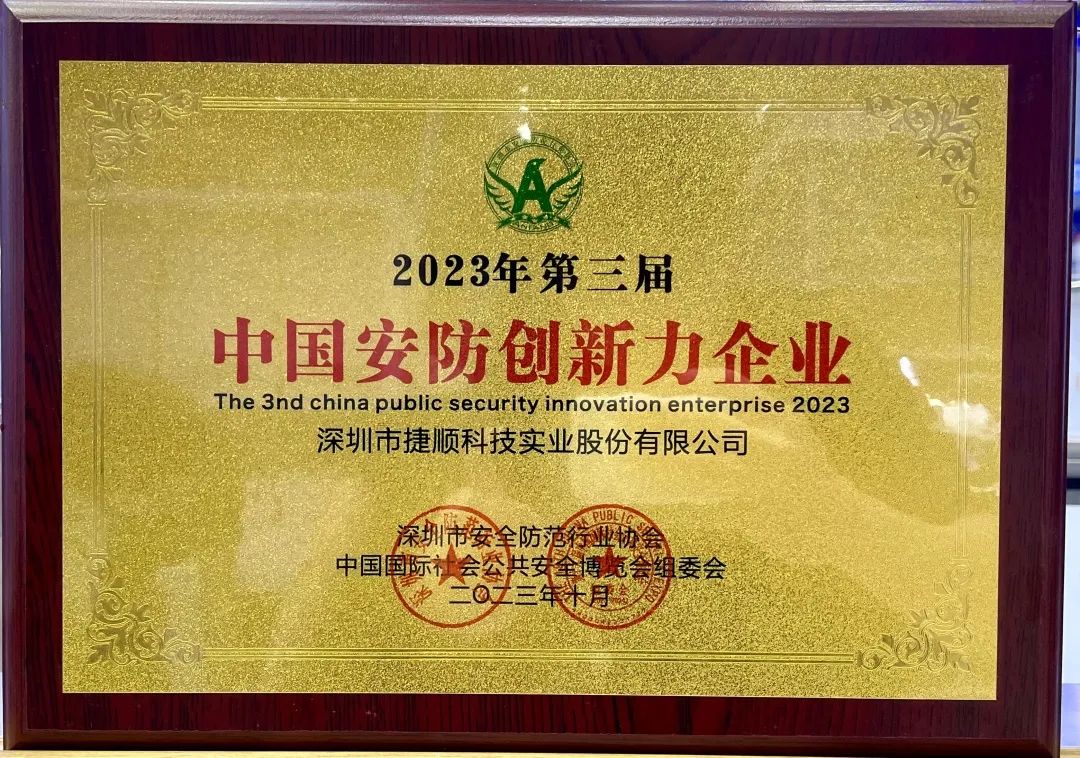 2023年第三届
中国安防创新力企业
The 3nd china public security innovation enterprise 2023
深圳市捷顺科技实业股份有限公司
深圳市安全防范行业协会
中国国际社会公共安全博览会组委会
二〇二三年十月